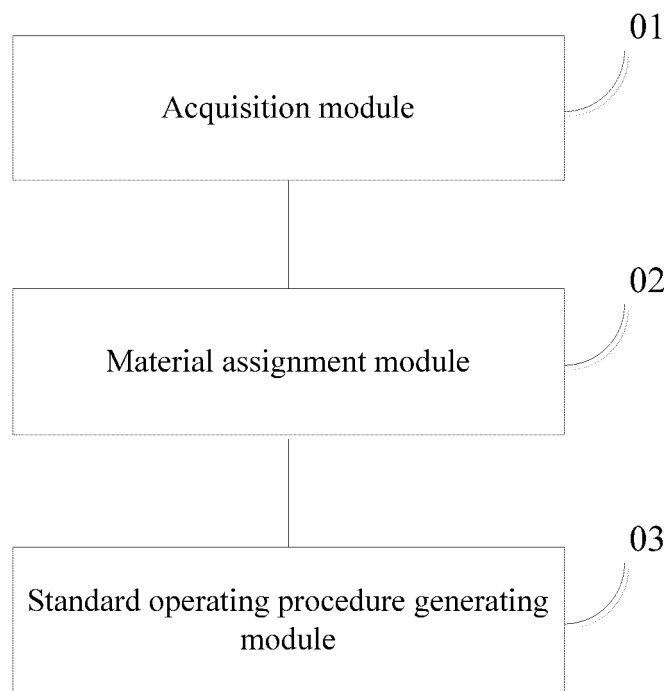 01
Acquisition module
02
Material assignment module
03
Standard operating procedure generating
module